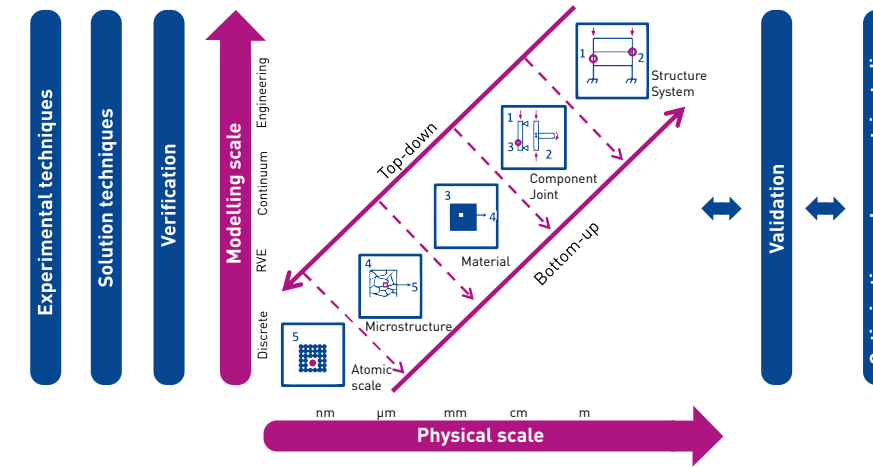 Experimental techniques
Solution techniques
Verification
Modelling scale
Engineering
Continuum
RVE
Discrete
Top-down
Bottom-up
1
2
Structure
System
1
3
2
Component
Joint
3
4
Material
4
5
Microstructure
5
Atomic
scale
nm
µm
mm
cm
m
Physical scale
Validation